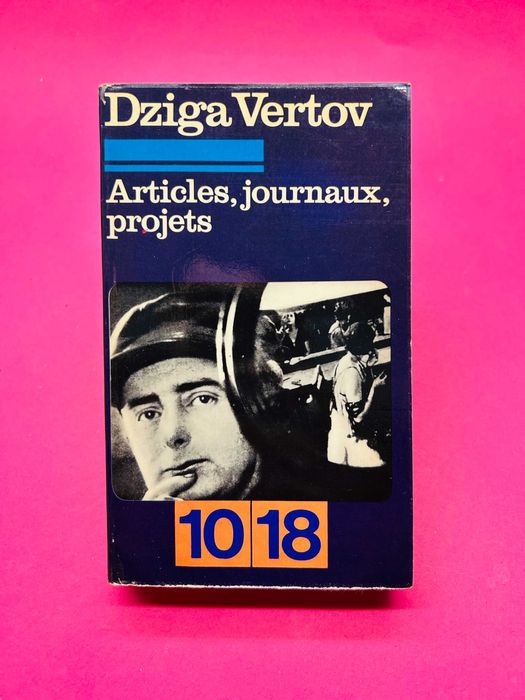 Dziga Vertov
Articles, journaux,
projets
10 18